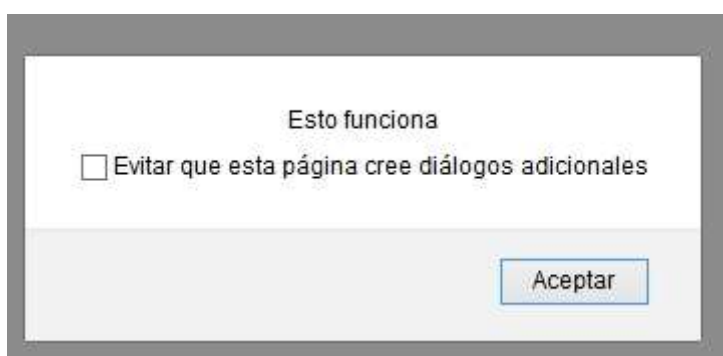 Esto funciona
Evitar que esta página cree diálogos adicionales
Aceptar